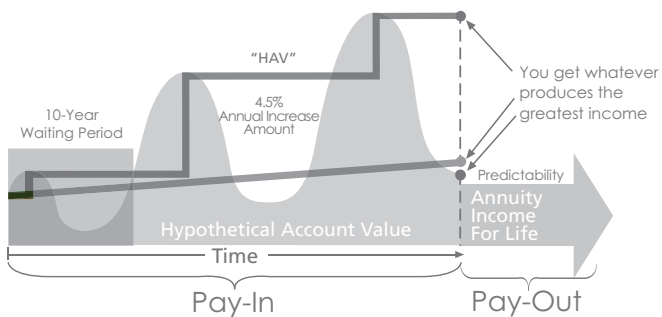 “HAV”
10-Year
Waiting Period
4.5%
Annual Increase
Amount
You get whatever
produces the
greatest income
Predictability
Annuity
Income
For Life
Hypothetical Account Value
Time
Pay-In
Pay-Out